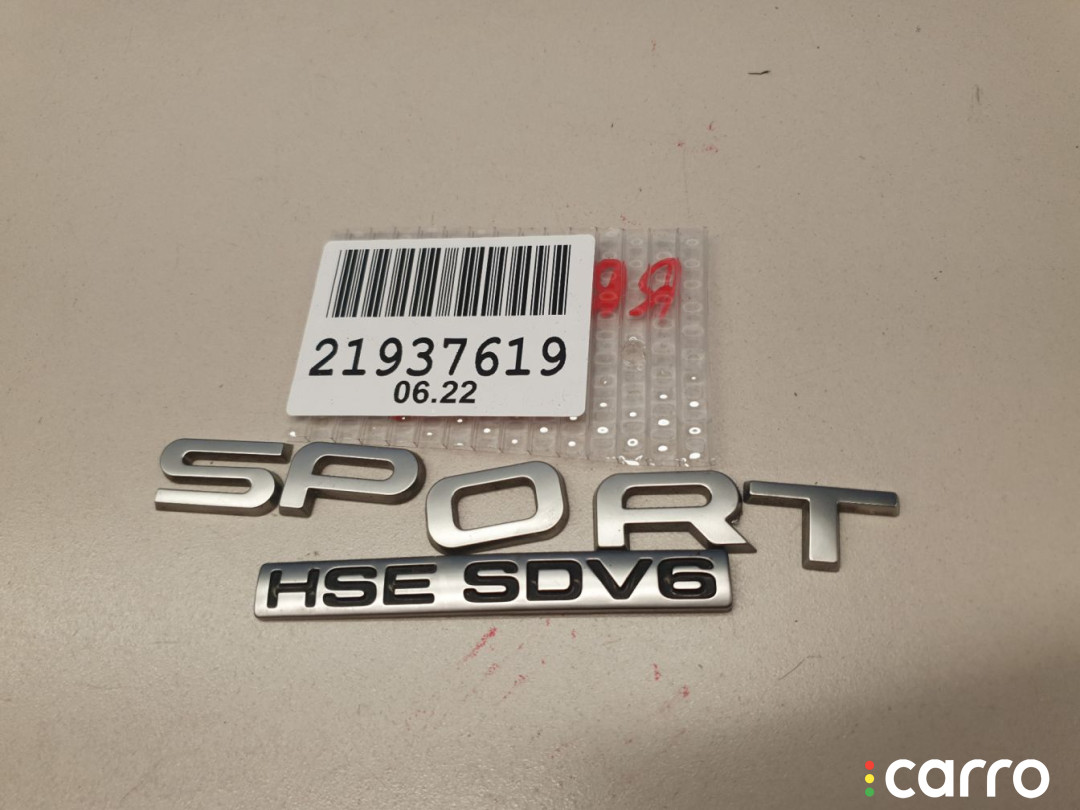 21937619
06.22
SPORT
HSE SDV6
carro